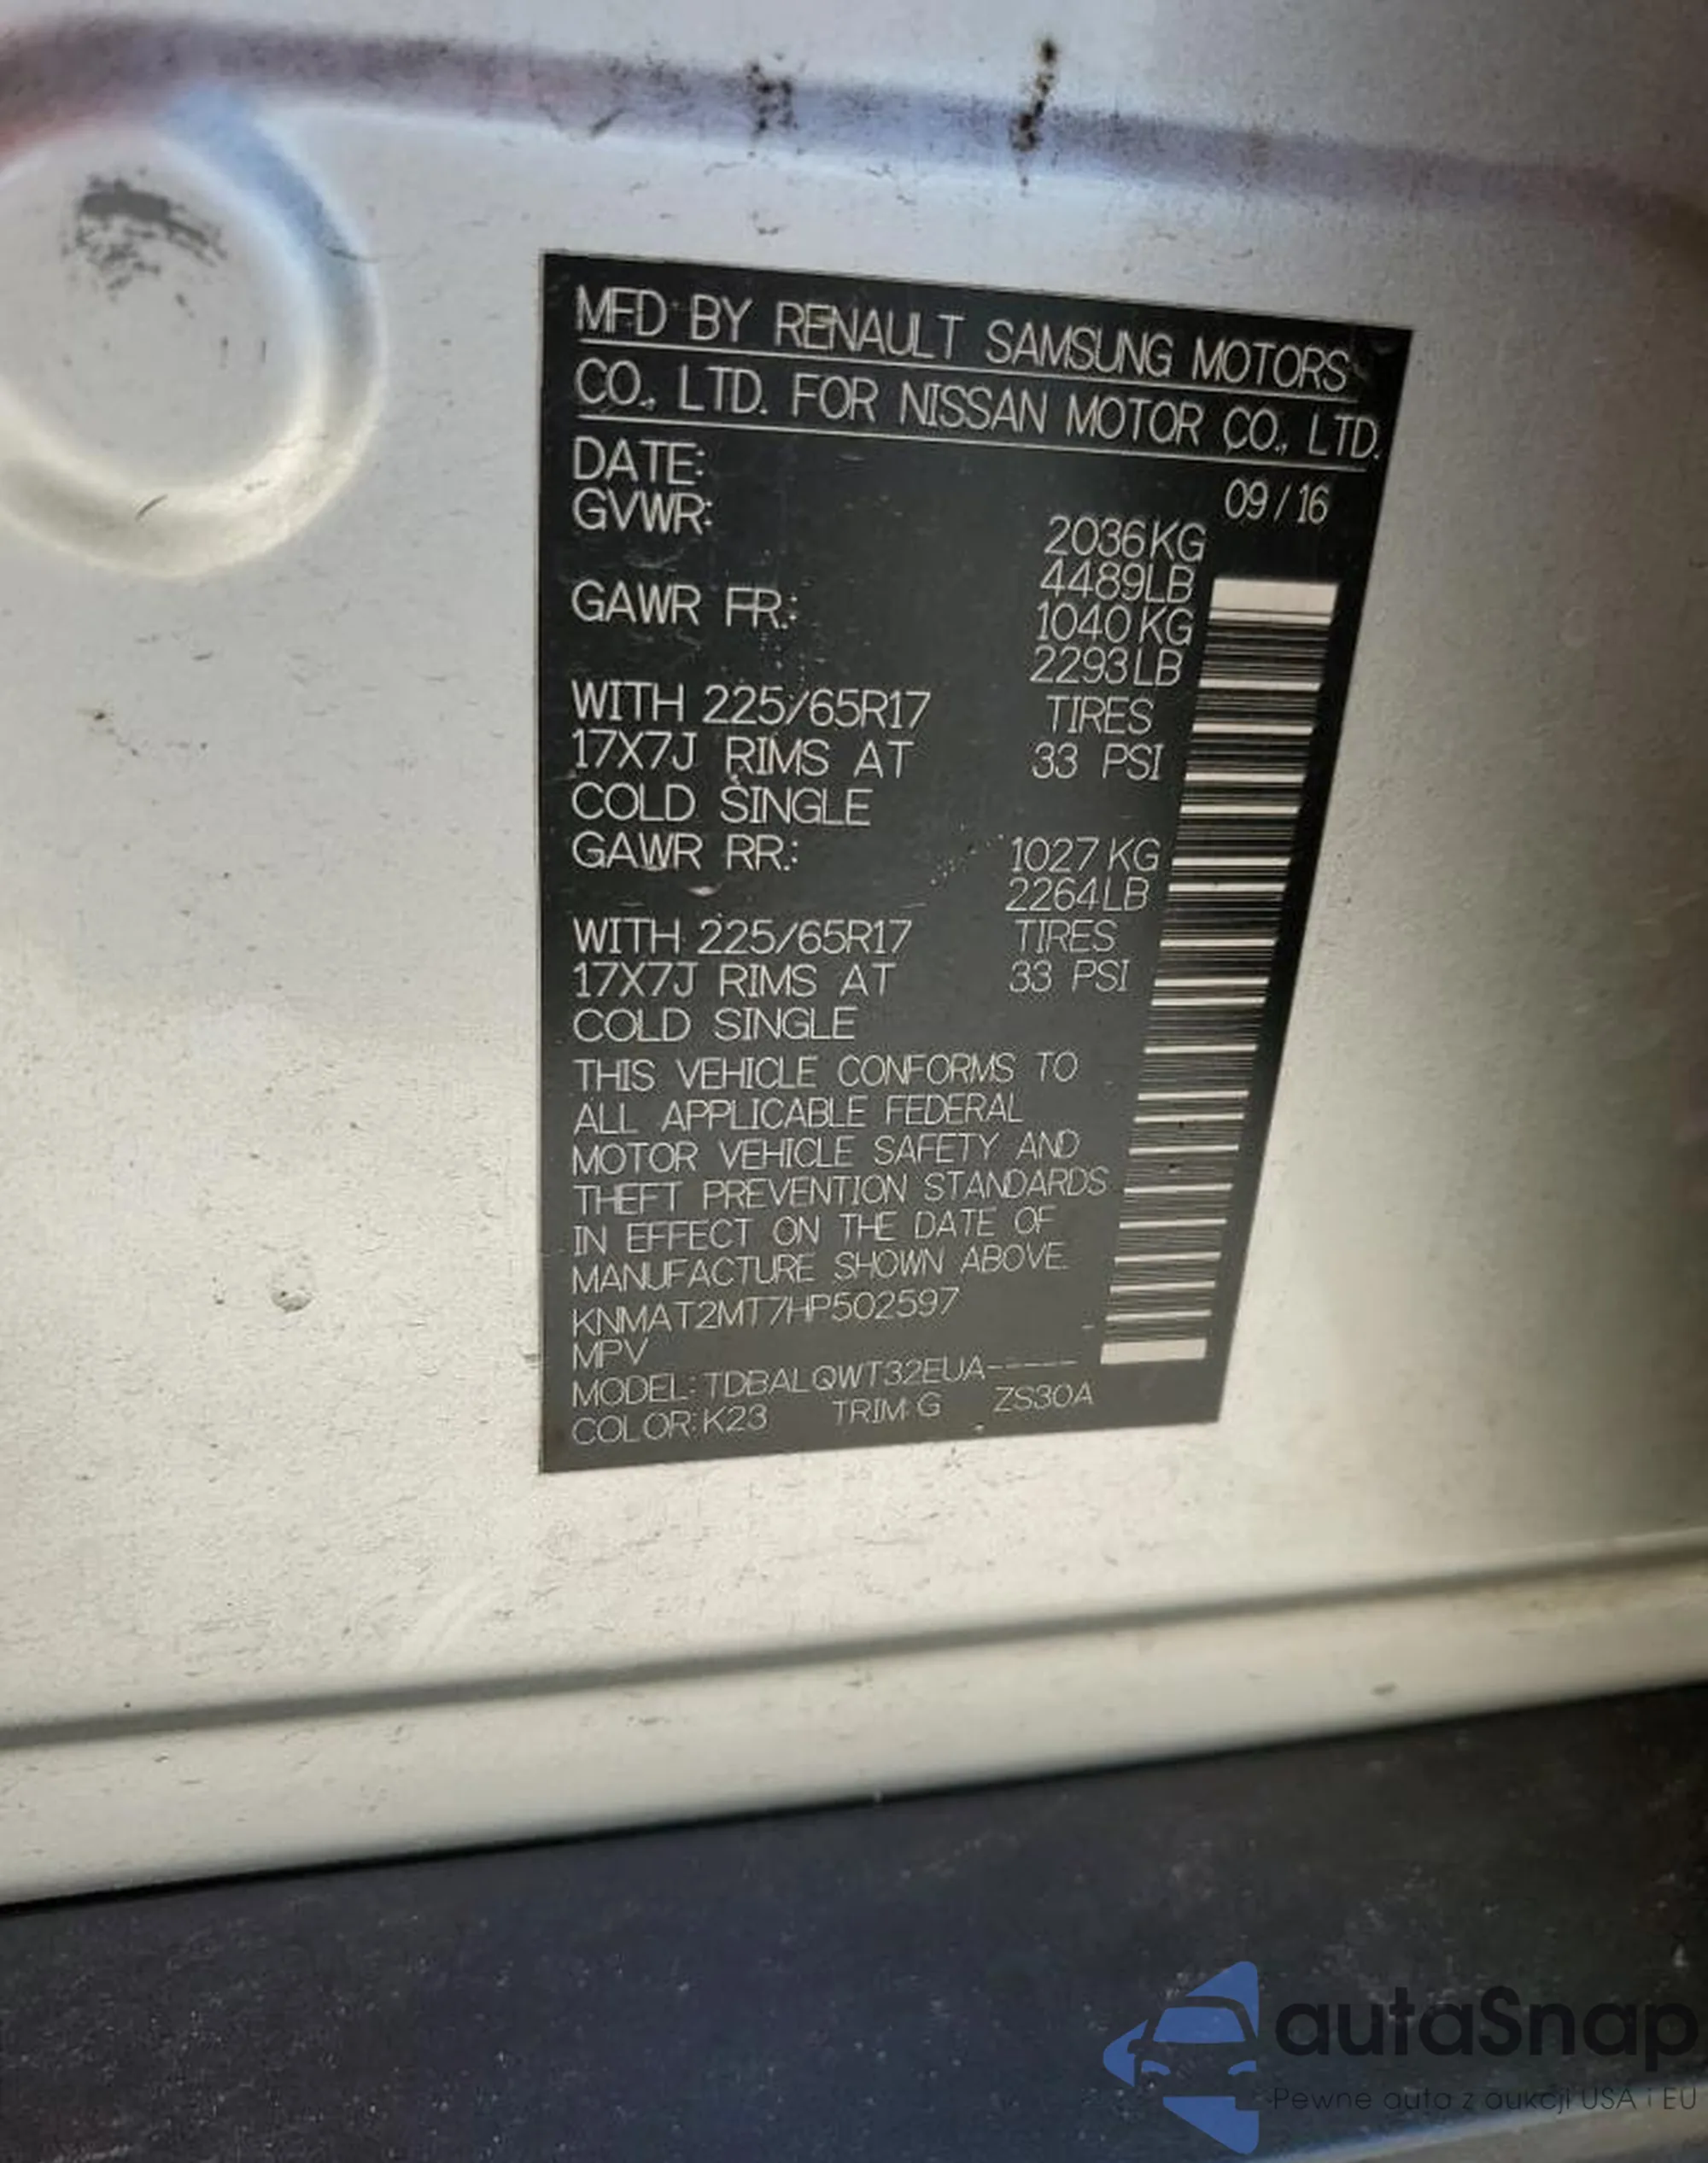 MFD BY RENAULT SAMSUNG MOTORS
CO., LTD. FOR NISSAN MOTOR CO., LTD.
DATE: 09 / 16
GVWR: 2036KG
4489LB
GAWR FR.: 1040KG
2293LB
WITH 225/65R17 TIRES
17X7J RIMS AT 33 PSI
COLD SINGLE
GAWR RR.: 1027KG
2264LB
WITH 225/65R17 TIRES
17X7J RIMS AT 33 PSI
COLD SINGLE
THIS VEHICLE CONFORMS TO
ALL APPLICABLE FEDERAL
MOTOR VEHICLE SAFETY AND
THEFT PREVENTION STANDARDS
IN EFFECT ON THE DATE OF
MANUFACTURE SHOWN ABOVE.
KNMAT2MT7HP502597
MPV
MODEL: TDBALQWT32EUA-----
COLOR: K23 TRIM: G ZS30A
autaSnap
Pewne auta z aukcji USA i EU